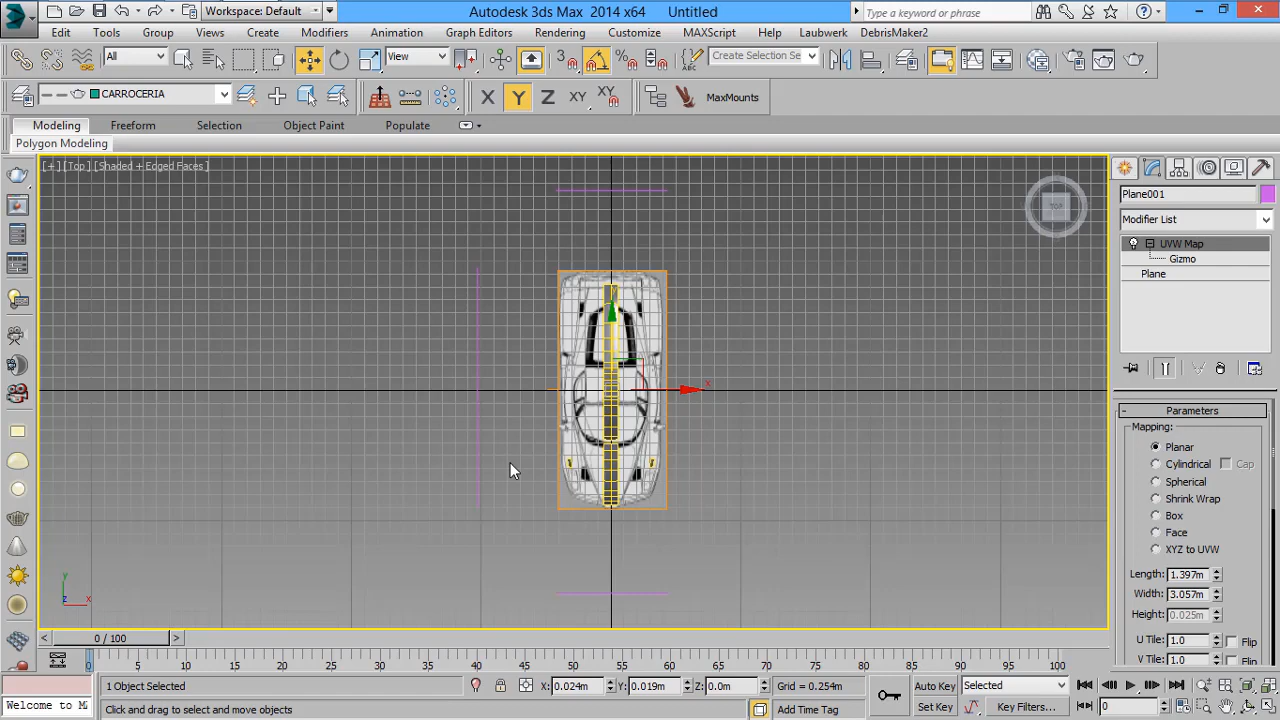 Workspace: Default
Autodesk 3ds Max 2014 x64 Untitled
Type a keyword or phrase
Edit Tools Group Views Create Modifiers Animation Graph Editors Rendering Customize MAXScript Help Laubwerk DebrisMaker2
All
View
3
Create Selection Se
CARROCERIA
X Y Z XY XY
MaxMounts
Modeling Freeform Selection Object Paint Populate
Polygon Modeling
[+] [Top] [Shaded + Edged Faces]
TOP
Plane001
Modifier List
UVW Map
Gizmo
Plane
Parameters
Mapping:
Planar
Cylindrical Cap
Spherical
Shrink Wrap
Box
Face
XYZ to UVW
Length: 1.397m
Width: 3.057m
Height: 0.025m
U Tile: 1.0 Flip
V Tile: 1.0 Flip
x
y
z x
0 / 100
0 5 10 15 20 25 30 35 40 45 50 55 60 65 70 75 80 85 90 95 100
1 Object Selected
X: 0.024m Y: 0.019m Z: 0.0m Grid = 0.254m
Auto Key Selected
Welcome to M
Click and drag to select and move objects
Add Time Tag
Set Key Key Filters... 0